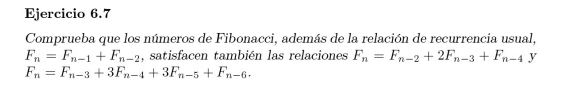 Ejercicio 6.7
Comprueba que los números de Fibonacci, además de la relación de recurrencia usual,
Fₙ = Fₙ₋₁ + Fₙ₋₂, satisfacen también las relaciones Fₙ = Fₙ₋₂ + 2Fₙ₋₃ + Fₙ₋₄ y
Fₙ = Fₙ₋₃ + 3Fₙ₋₄ + 3Fₙ₋₅ + Fₙ₋₆.